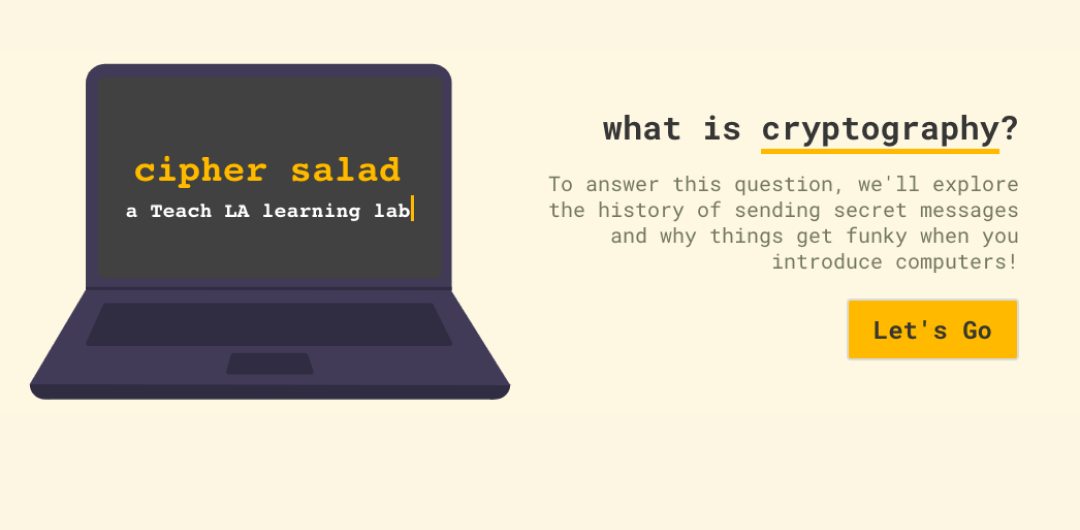 cipher salad
a Teach LA learning lab
what is cryptography?
To answer this question, we'll explore
the history of sending secret messages
and why things get funky when you
introduce computers!
Let's Go